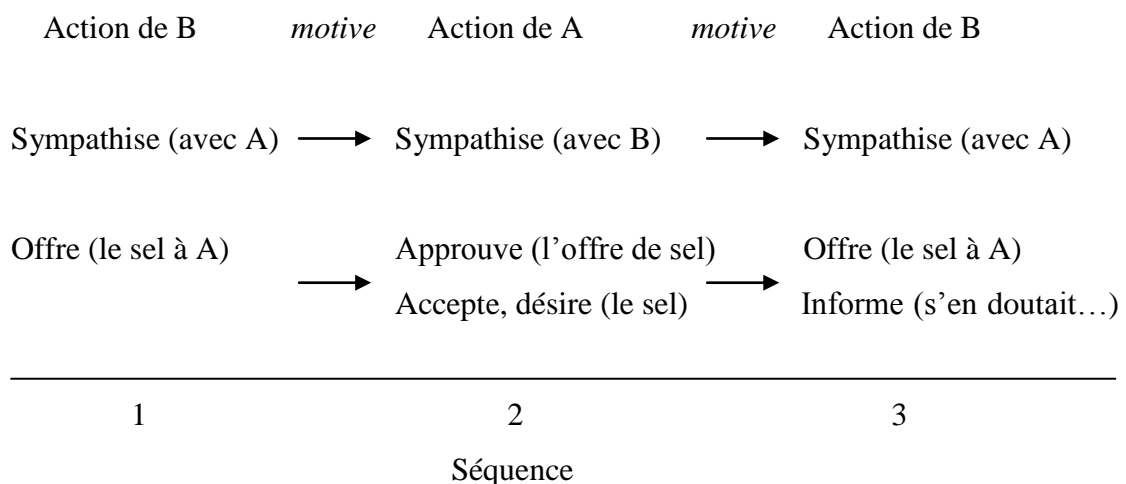 Action de B motive Action de A motive Action de B
Sympathise (avec A) Sympathise (avec B) Sympathise (avec A)
Offre (le sel à A) Approuve (l’offre de sel) Offre (le sel à A)
Accepte, désire (le sel) Informe (s’en doutait…)
1 2 3
Séquence